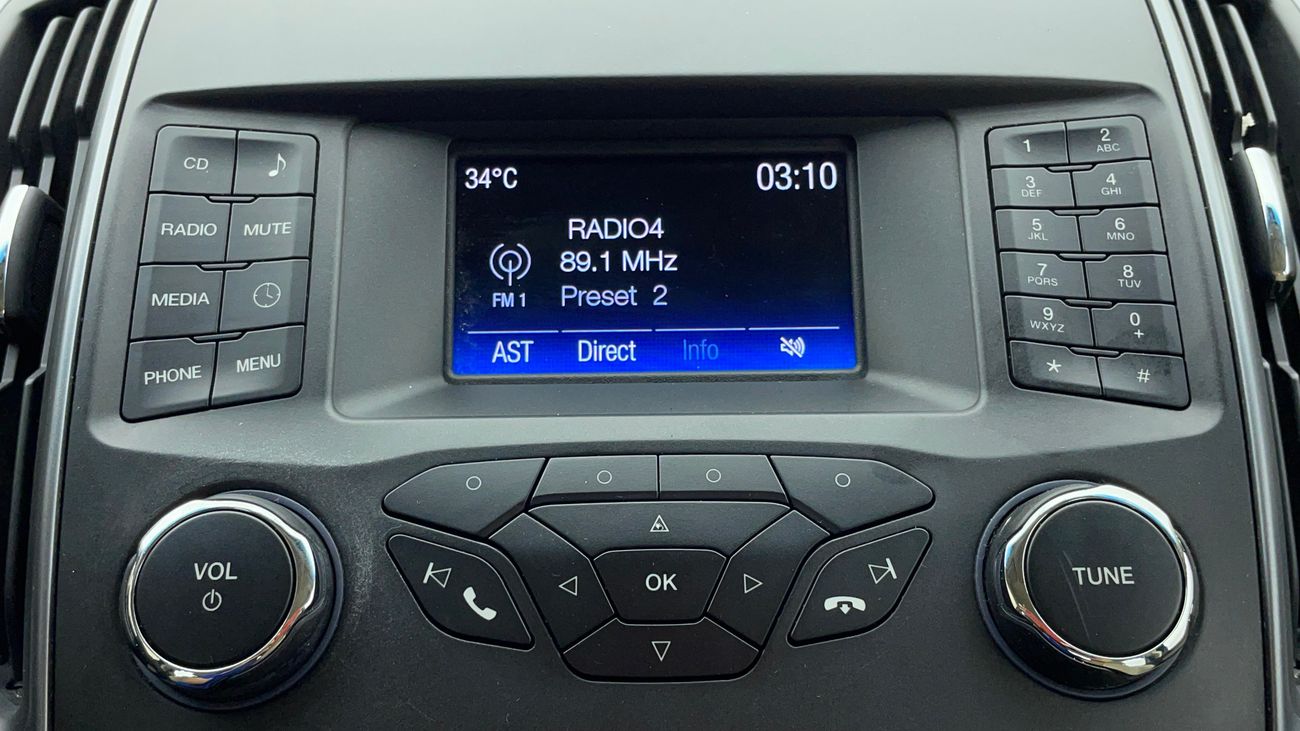 CD
RADIO MUTE
MEDIA
PHONE MENU
34°C 03:10
RADIO4
89.1 MHz
FM 1 Preset 2
AST Direct Info
1 2 ABC
3 DEF 4 GHI
5 JKL 6 MNO
7 PQRS 8 TUV
9 WXYZ 0 +
* #
VOL
OK
TUNE